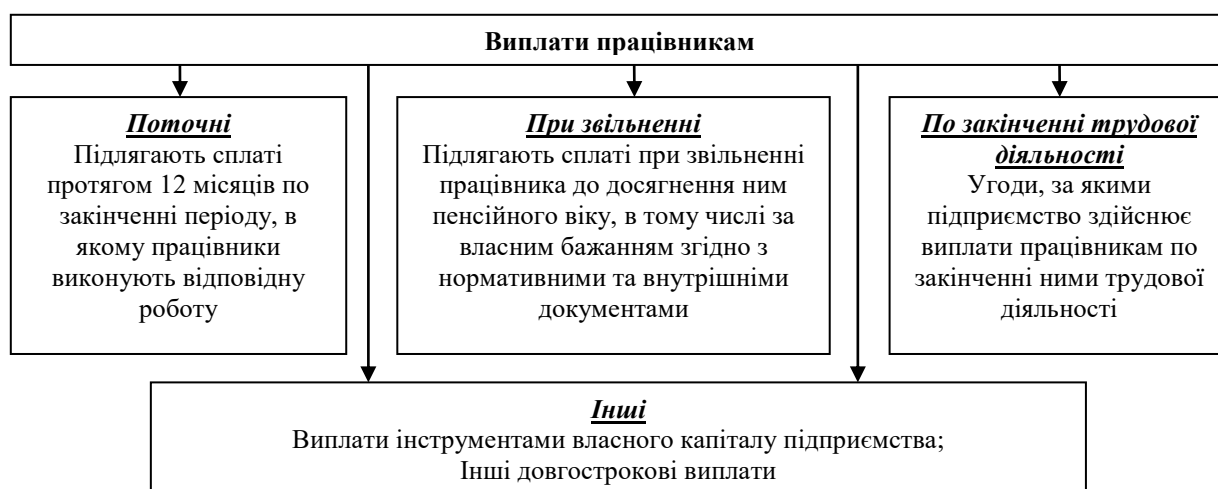 Виплати працівникам
Поточні
Підлягають сплаті
протягом 12 місяців по
закінченні періоду, в
якому працівники
виконують відповідну
роботу
При звільненні
Підлягають сплаті при звільненні
працівника до досягнення ним
пенсійного віку, в тому числі за
власним бажанням згідно з
нормативними та внутрішніми
документами
По закінченні трудової
діяльності
Угоди, за якими
підприємство здійснює
виплати працівникам по
закінченні ними трудової
діяльності
Інші
Виплати інструментами власного капіталу підприємства;
Інші довгострокові виплати